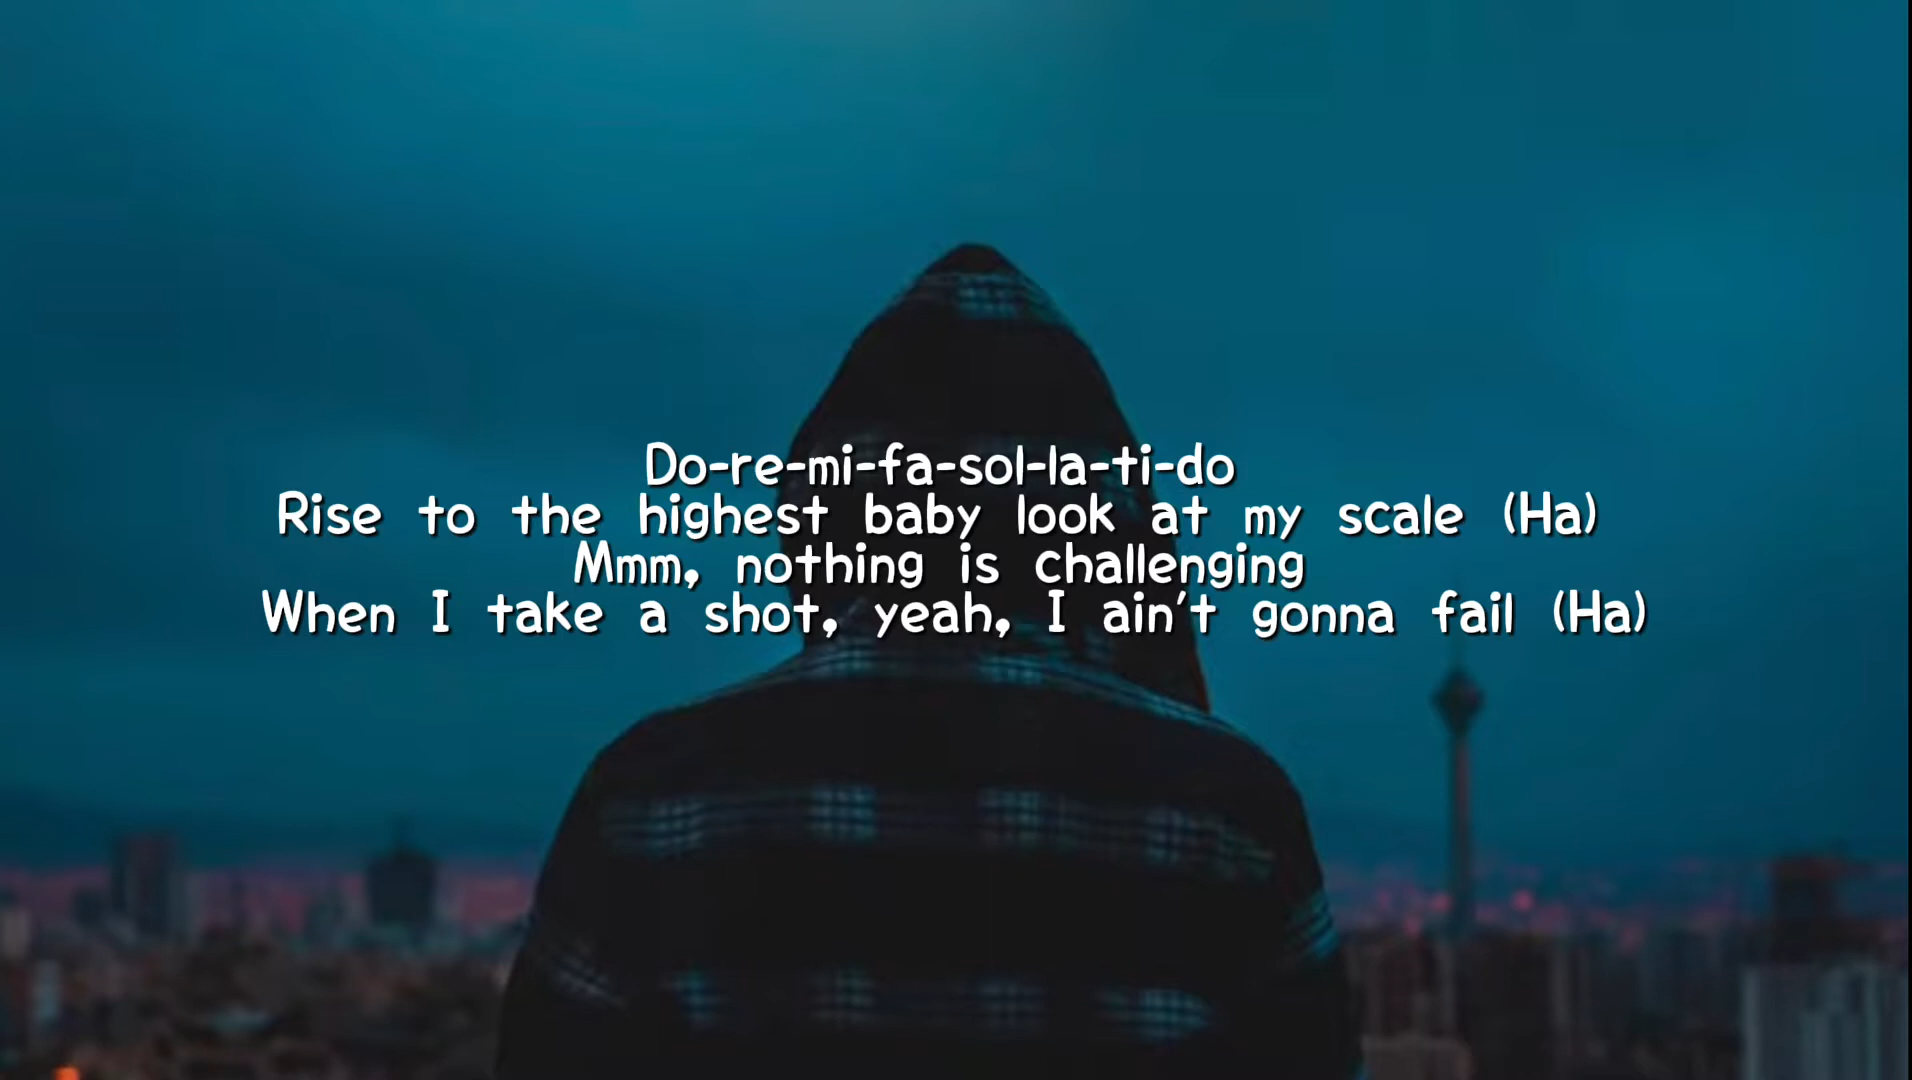 Do-re-mi-fa-sol-la-ti-do
Rise to the highest baby look at my scale (Ha)
Mmm, nothing is challenging
When I take a shot, yeah, I ain't gonna fail (Ha)